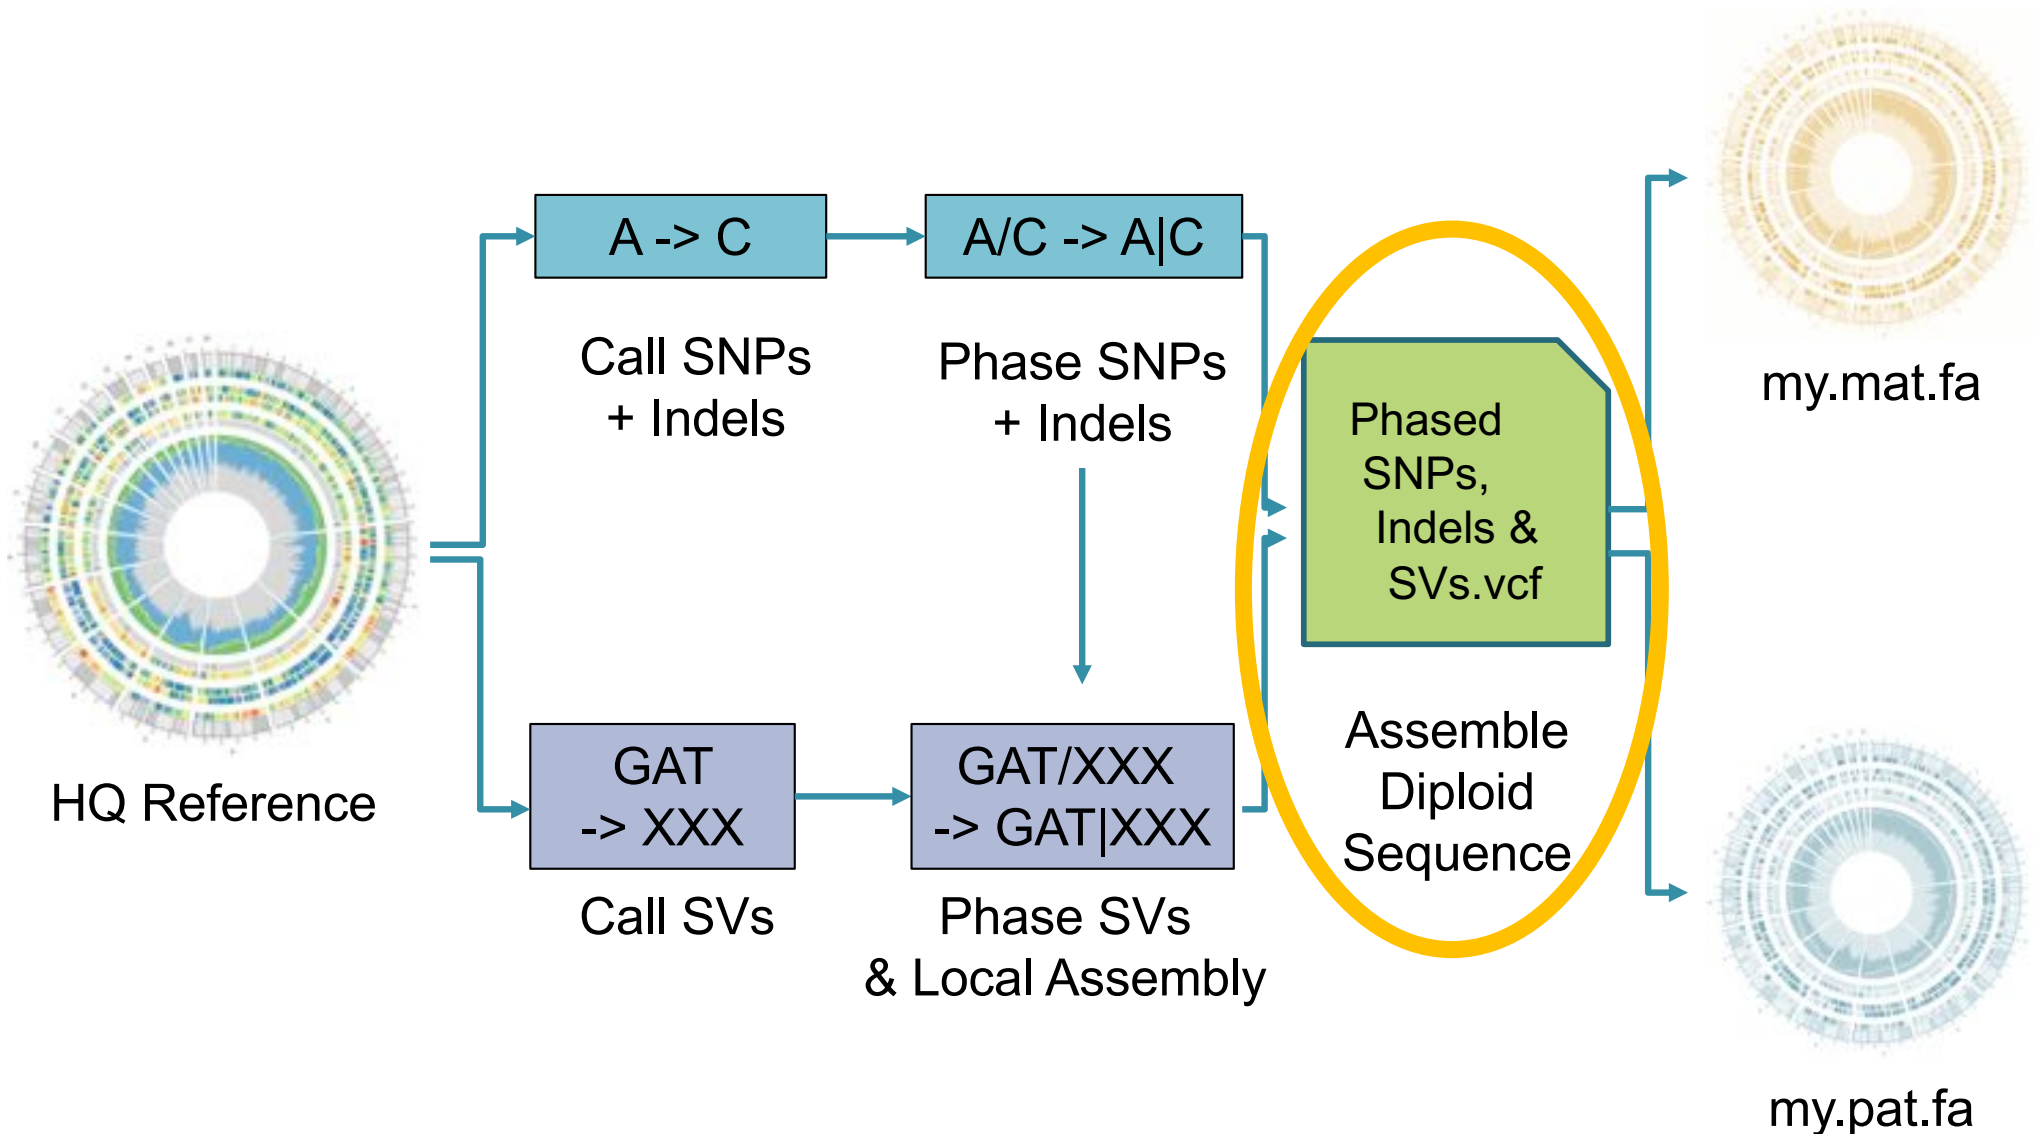 HQ Reference
A -> C
Call SNPs
+ Indels
A/C -> A|C
Phase SNPs
+ Indels
GAT
-> XXX
Call SVs
GAT/XXX
-> GAT|XXX
Phase SVs
& Local Assembly
Phased
SNPs,
Indels &
SVs.vcf
Assemble
Diploid
Sequence
my.mat.fa
my.pat.fa